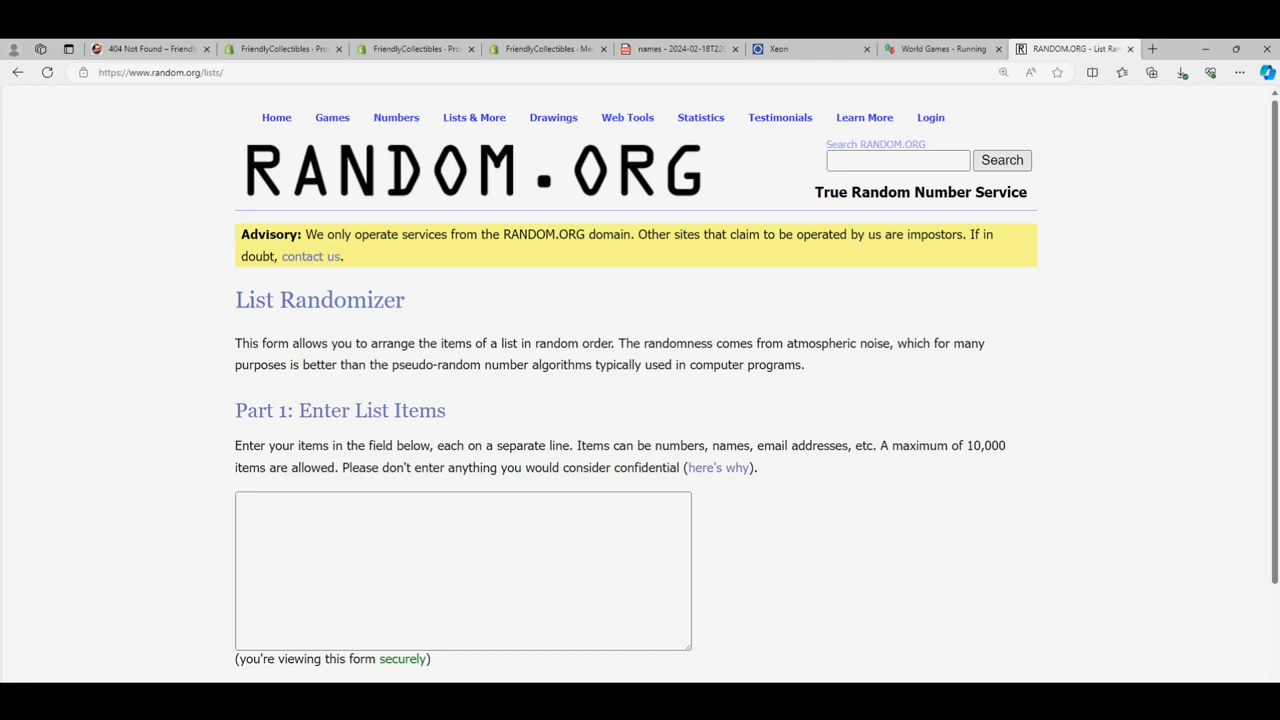 404 Not Found – Friendly
FriendlyCollectibles - Pro
FriendlyCollectibles - Proc
FriendlyCollectibles - Me
names - 2024-02-18T22
Xeon
World Games - Running
RANDOM.ORG - List Ran
https://www.random.org/lists/
Home Games Numbers Lists & More Drawings Web Tools Statistics Testimonials Learn More Login
RANDOM.ORG
Search RANDOM.ORG
Search
True Random Number Service
Advisory: We only operate services from the RANDOM.ORG domain. Other sites that claim to be operated by us are impostors. If in
doubt, contact us.
List Randomizer
This form allows you to arrange the items of a list in random order. The randomness comes from atmospheric noise, which for many
purposes is better than the pseudo-random number algorithms typically used in computer programs.
Part 1: Enter List Items
Enter your items in the field below, each on a separate line. Items can be numbers, names, email addresses, etc. A maximum of 10,000
items are allowed. Please don't enter anything you would consider confidential (here's why).
(you're viewing this form securely)